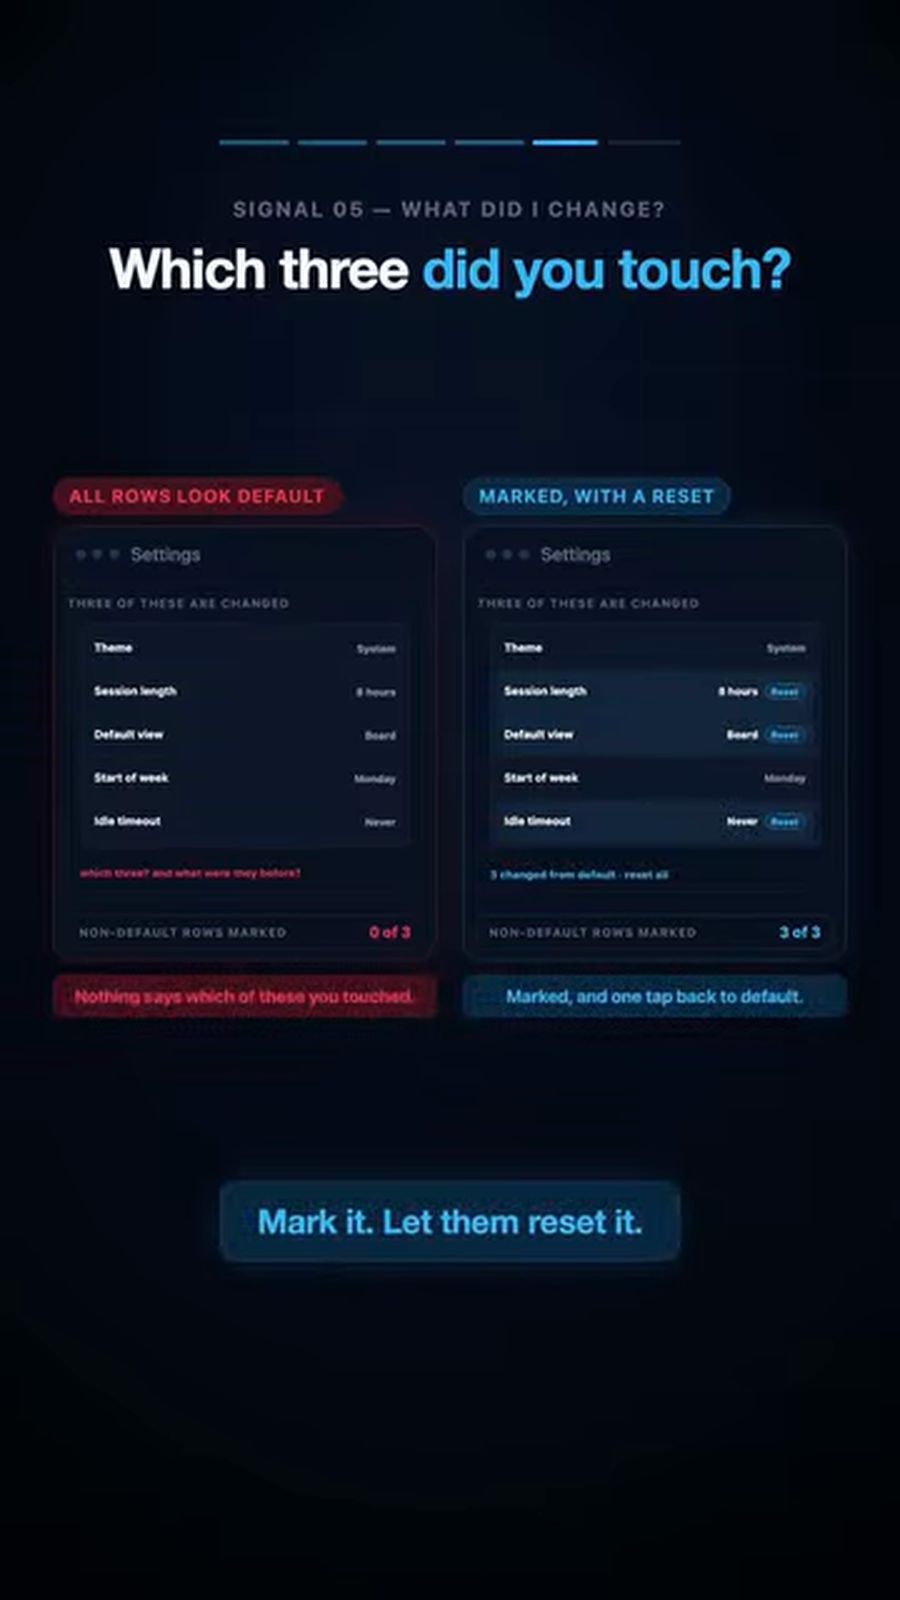 SIGNAL 05 — WHAT DID I CHANGE?
Which three did you touch?
ALL ROWS LOOK DEFAULT
Settings
THREE OF THESE ARE CHANGED
Theme System
Session length 8 hours
Default view Board
Start of week Monday
Idle timeout Never
which three? and what were they before?
NON-DEFAULT ROWS MARKED 0 of 3
Nothing says which of these you touched.
MARKED, WITH A RESET
Settings
THREE OF THESE ARE CHANGED
Theme System
Session length 8 hours Reset
Default view Board Reset
Start of week Monday
Idle timeout Never Reset
3 changed from default · reset all
NON-DEFAULT ROWS MARKED 3 of 3
Marked, and one tap back to default.
Mark it. Let them reset it.